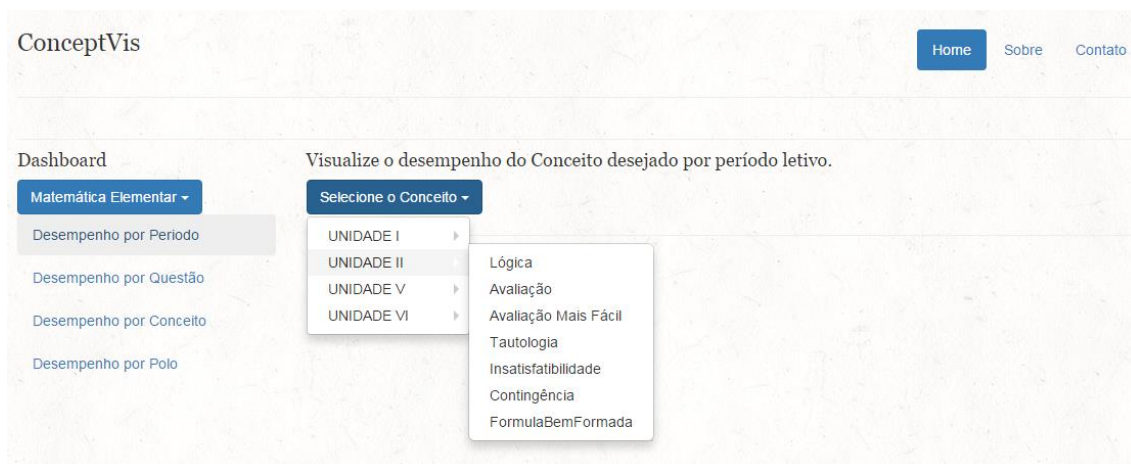 ConceptVis
Home Sobre Contato
Dashboard
Visualize o desempenho do Conceito desejado por período letivo.
Matemática Elementar
Selecione o Conceito
Desempenho por Periodo
Desempenho por Questão
Desempenho por Conceito
Desempenho por Polo
UNIDADE I
UNIDADE II
UNIDADE V
UNIDADE VI
Lógica
Avaliação
Avaliação Mais Fácil
Tautologia
Insatisfatibilidade
Contingência
FormulaBemFormada